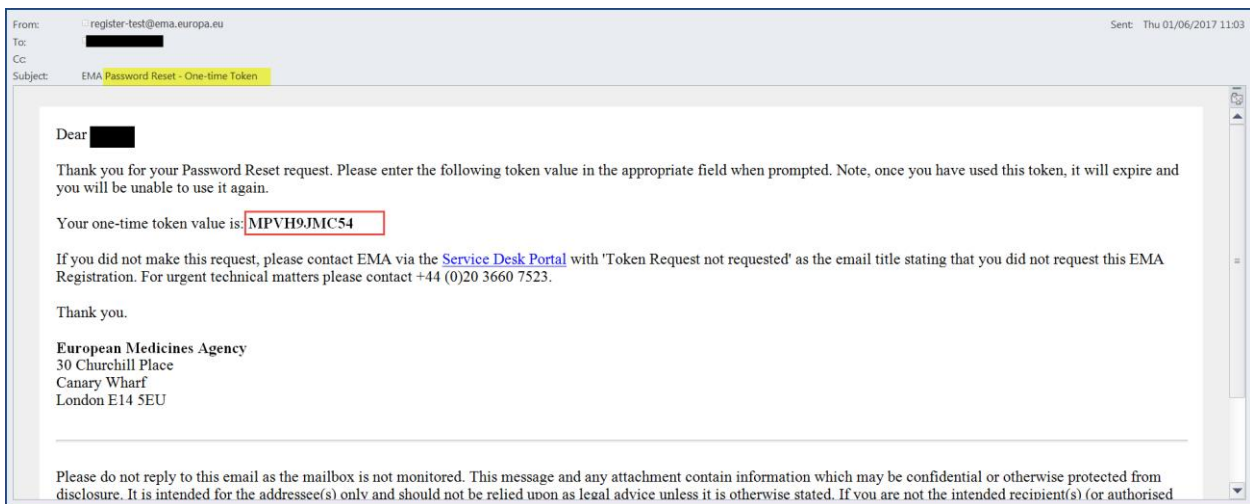 From: register-test@ema.europa.eu Sent: Thu 01/06/2017 11:03
To:
Cc
Subject: EMA Password Reset - One-time Token
Dear
Thank you for your Password Reset request. Please enter the following token value in the appropriate field when prompted. Note, once you have used this token, it will expire and
you will be unable to use it again.
Your one-time token value is: MPVH9JMC54
If you did not make this request, please contact EMA via the Service Desk Portal with 'Token Request not requested' as the email title stating that you did not request this EMA
Registration. For urgent technical matters please contact +44 (0)20 3660 7523.
Thank you.
European Medicines Agency
30 Churchill Place
Canary Wharf
London E14 5EU
Please do not reply to this email as the mailbox is not monitored. This message and any attachment contain information which may be confidential or otherwise protected from
disclosure. It is intended for the addressee(s) only and should not be relied upon as legal advice unless it is otherwise stated. If you are not the intended recipient(s) (or authorised